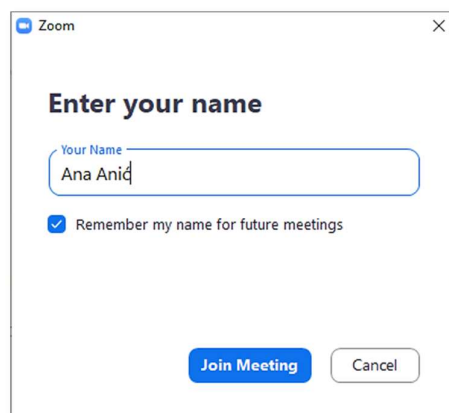 Zoom
Enter your name
Your Name
Ana Anić
Remember my name for future meetings
Join Meeting
Cancel